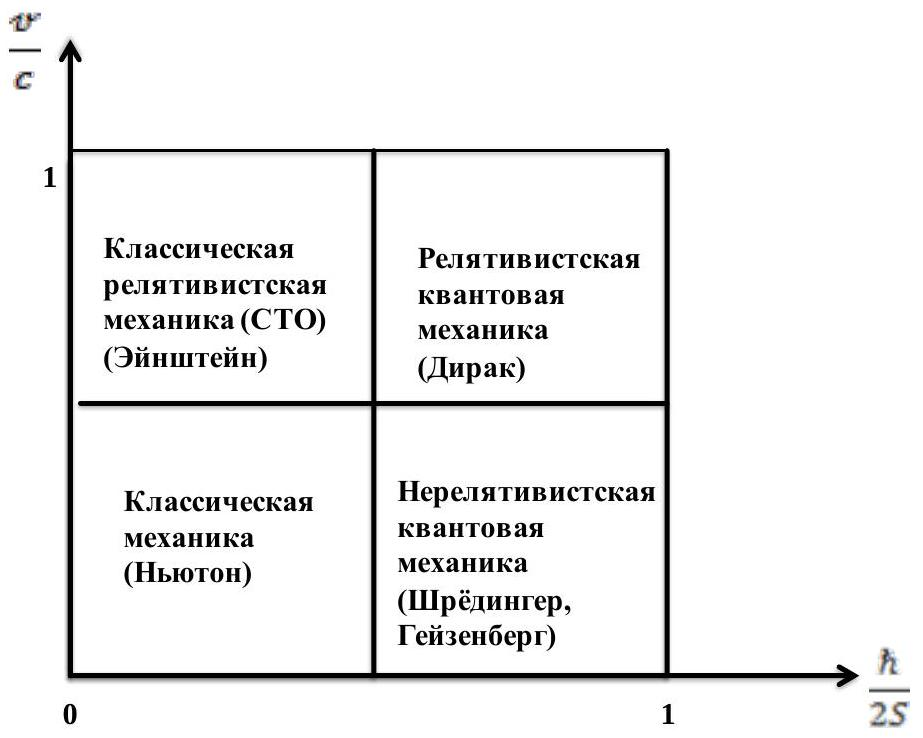 𝑣
c
1
Классическая
релятивистская
механика (СТО)
(Эйнштейн)
Релятивистская
квантовая
механика
(Дирак)
Классическая
механика
(Ньютон)
Нерелятивистская
квантовая
механика
(Шрёдингер,
Гейзенберг)
0
1
ħ
2S